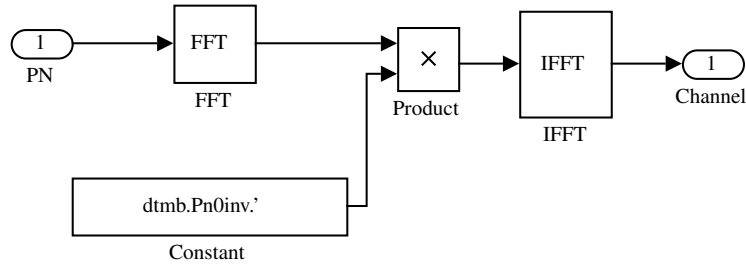 1
PN
FFT
FFT
×
Product
IFFT
IFFT
1
Channel
dtmb.Pn0inv.’
Constant